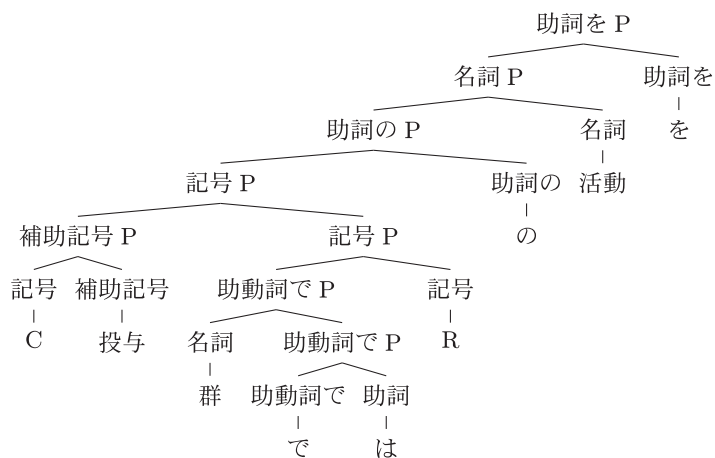 助詞を P
名詞 P 助詞を
助詞の P 名詞 を
記号 P 助詞の 活動
補助記号 P 記号 P の
記号 補助記号 助動詞で P 記号
C 投与 名詞 助動詞で P R
群 助動詞で 助詞
で は